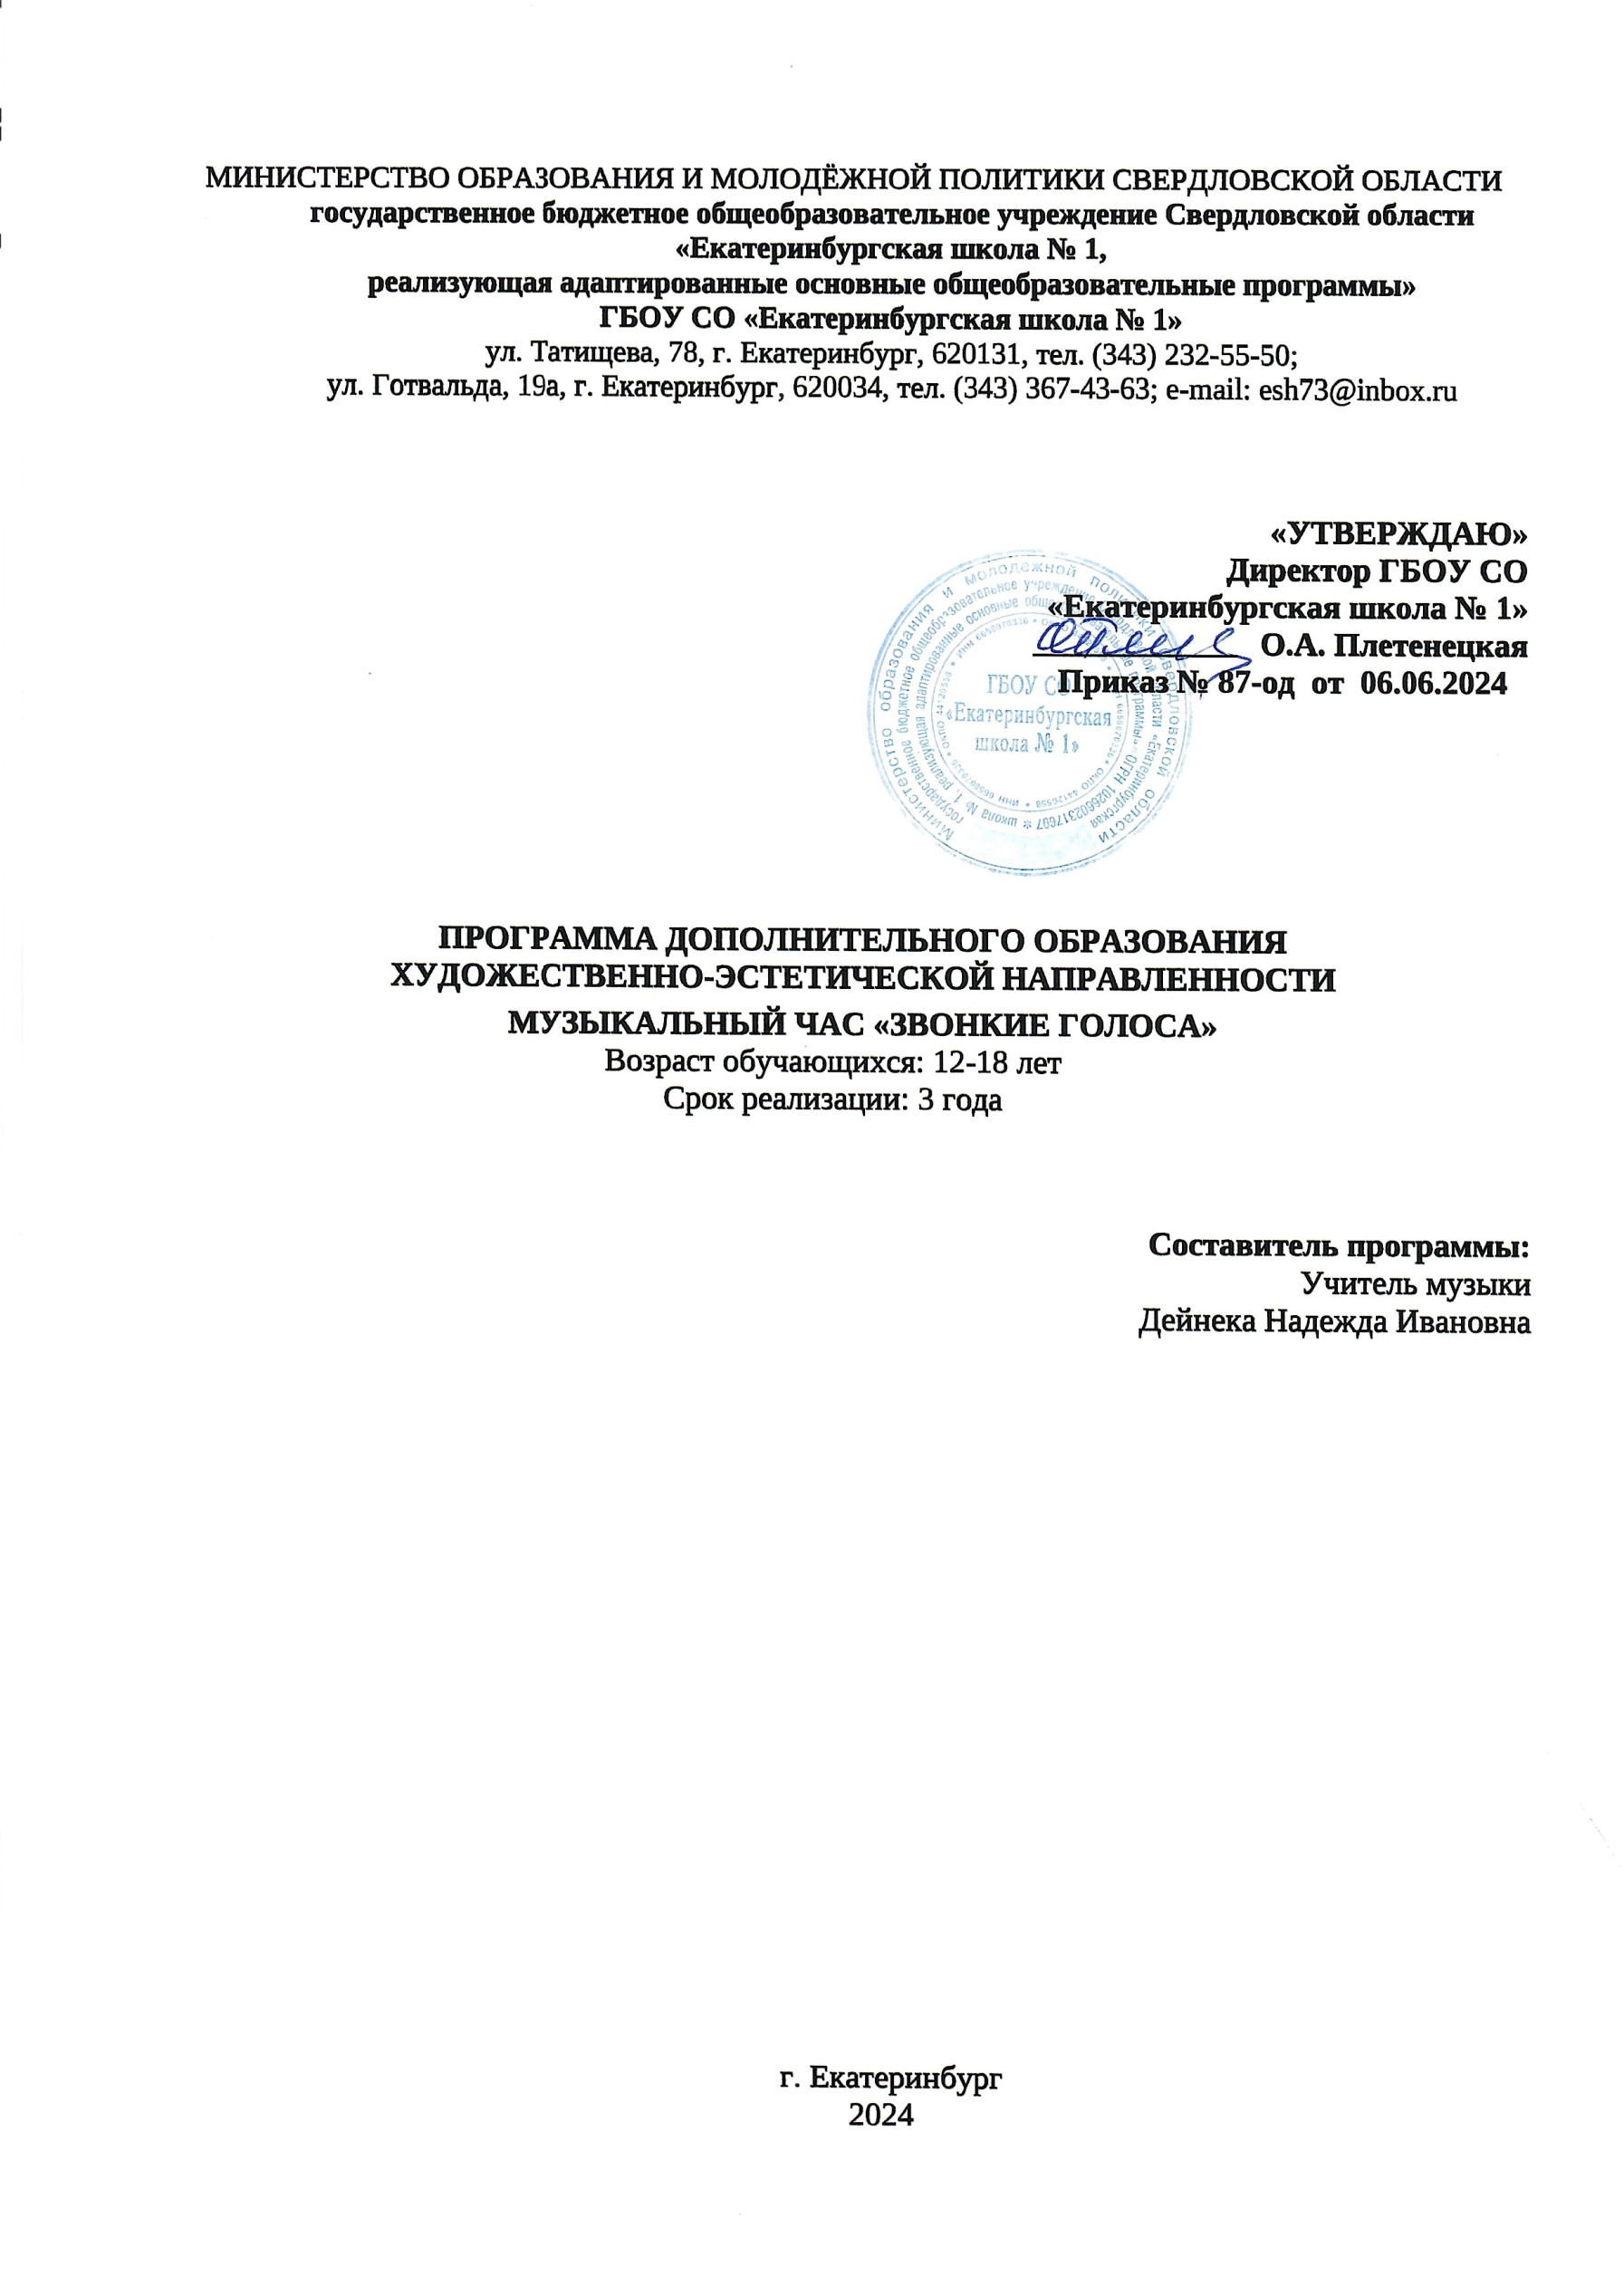 МИНИСТЕРСТВО ОБРАЗОВАНИЯ И МОЛОДЁЖНОЙ ПОЛИТИКИ СВЕРДЛОВСКОЙ ОБЛАСТИ
государственное бюджетное общеобразовательное учреждение Свердловской области
«Екатеринбургская школа № 1,
реализующая адаптированные основные общеобразовательные программы»
ГБОУ СО «Екатеринбургская школа № 1»
ул. Татищева, 78, г. Екатеринбург, 620131, тел. (343) 232-55-50;
ул. Готвальда, 19а, г. Екатеринбург, 620034, тел. (343) 367-43-63; e-mail: esh73@inbox.ru
«УТВЕРЖДАЮ»
Директор ГБОУ СО
«Екатеринбургская школа № 1»
О.А. Плетенецкая
Приказ № 87-од от 06.06.2024
ГБОУ СО
«Екатеринбургская
школа № 1»
ПРОГРАММА ДОПОЛНИТЕЛЬНОГО ОБРАЗОВАНИЯ
ХУДОЖЕСТВЕННО-ЭСТЕТИЧЕСКОЙ НАПРАВЛЕННОСТИ
МУЗЫКАЛЬНЫЙ ЧАС «ЗВОНКИЕ ГОЛОСА»
Возраст обучающихся: 12-18 лет
Срок реализации: 3 года
Составитель программы:
Учитель музыки
Дейнека Надежда Ивановна
г. Екатеринбург
2024